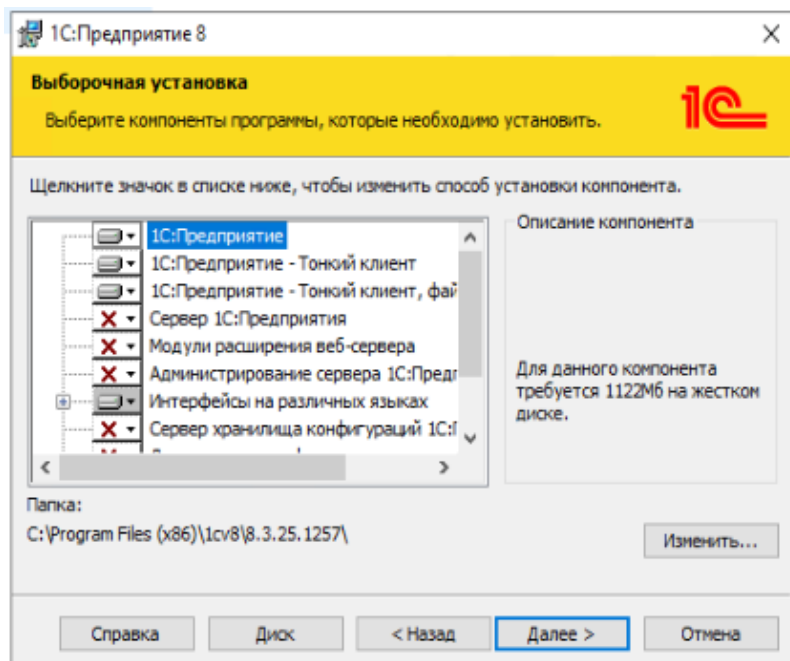 1С:Предприятие 8
Выборочная установка
Выберите компоненты программы, которые необходимо установить.
1С
Щелкните значок в списке ниже, чтобы изменить способ установки компонента.
1С:Предприятие
1С:Предприятие - Тонкий клиент
1С:Предприятие - Тонкий клиент, фай
Сервер 1С:Предприятия
Модули расширения веб-сервера
Администрирование сервера 1С:Предп
Интерфейсы на различных языках
Сервер хранилища конфигураций 1С:П
Описание компонента
Для данного компонента
требуется 1122Мб на жестком
диске.
Папка:
C:\Program Files (x86)\1cv8\8.3.25.1257\
Изменить...
Справка
Диск
< Назад
Далее >
Отмена